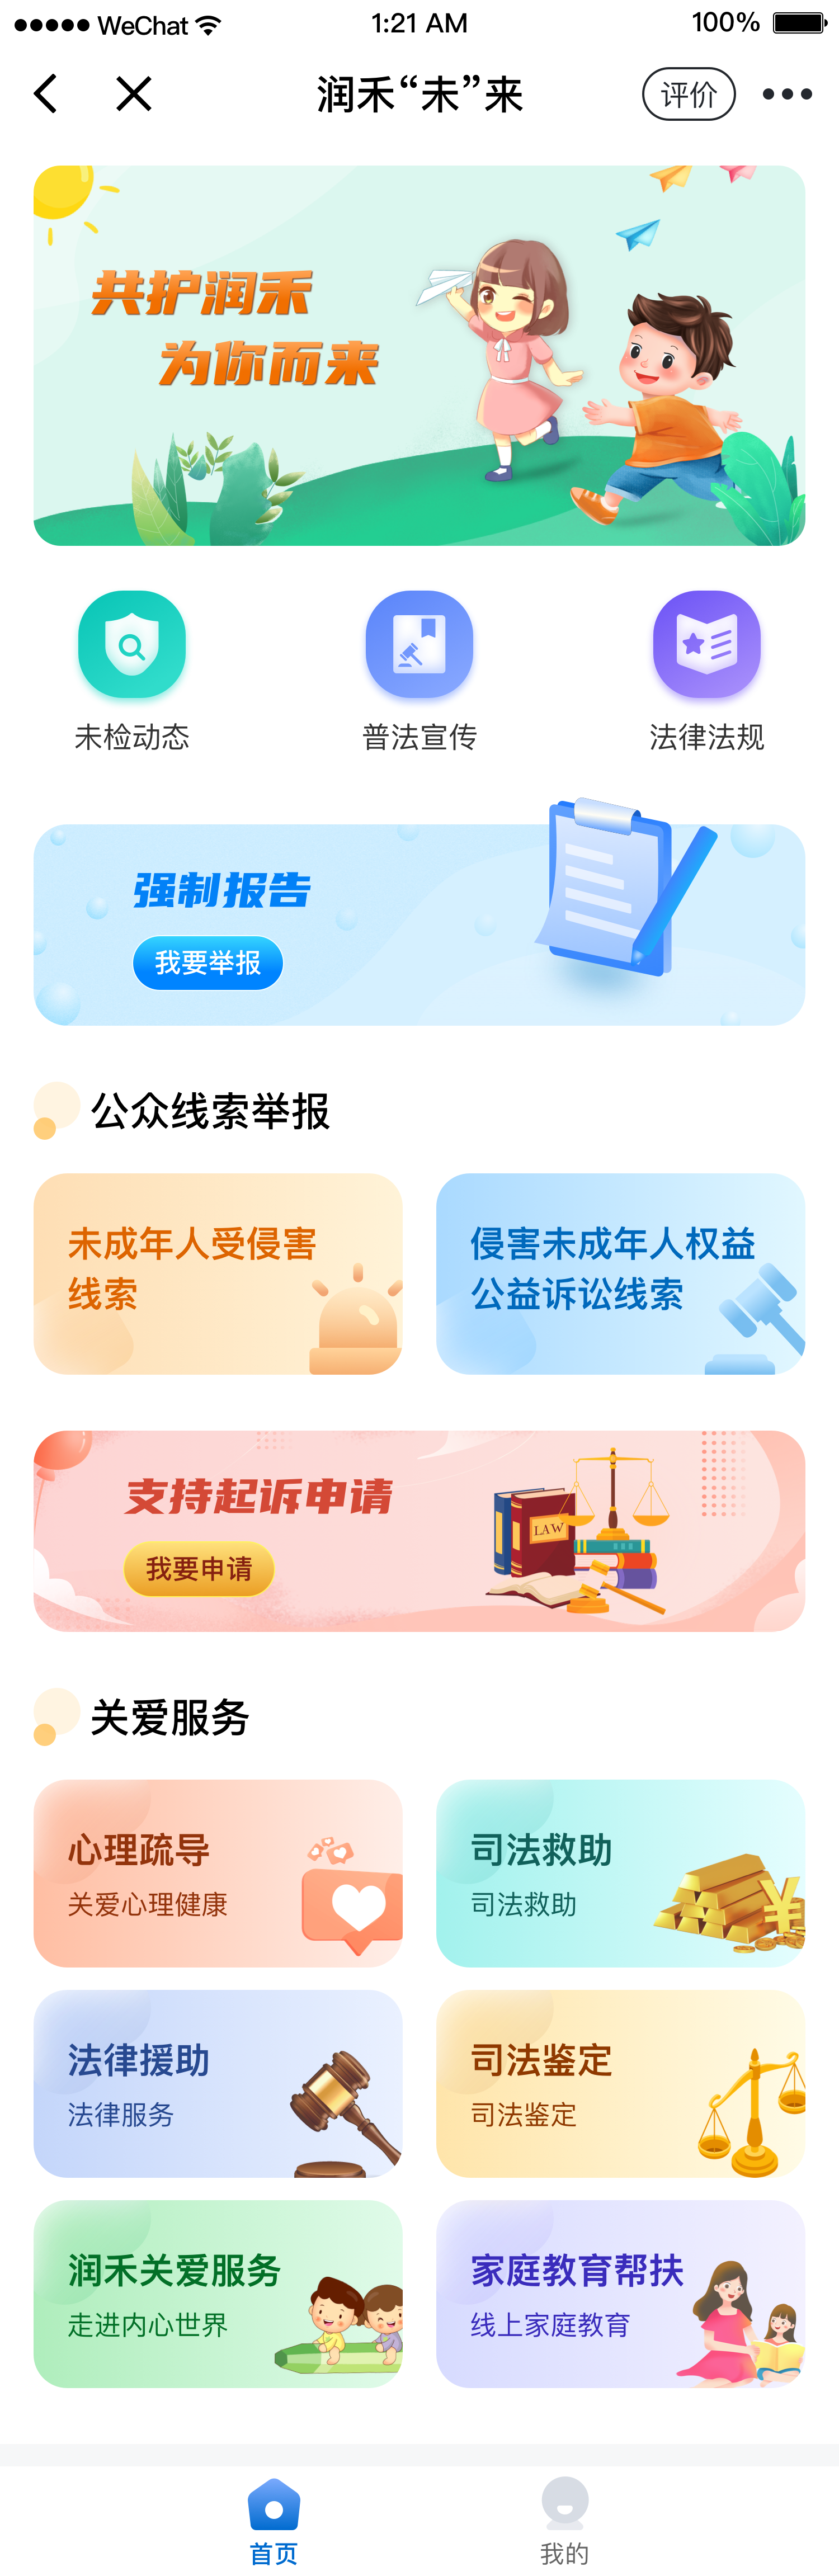 WeChat 1:21 AM 100%
润禾“未”来
评价
共护润禾
为你而来
未检动态 普法宣传 法律法规
强制报告
我要举报
公众线索举报
未成年人受侵害
线索
侵害未成年人权益
公益诉讼线索
支持起诉申请
我要申请
LAW
关爱服务
心理疏导
关爱心理健康
司法救助
司法救助
法律援助
法律服务
司法鉴定
司法鉴定
润禾关爱服务
走进内心世界
家庭教育帮扶
线上家庭教育
首页 我的